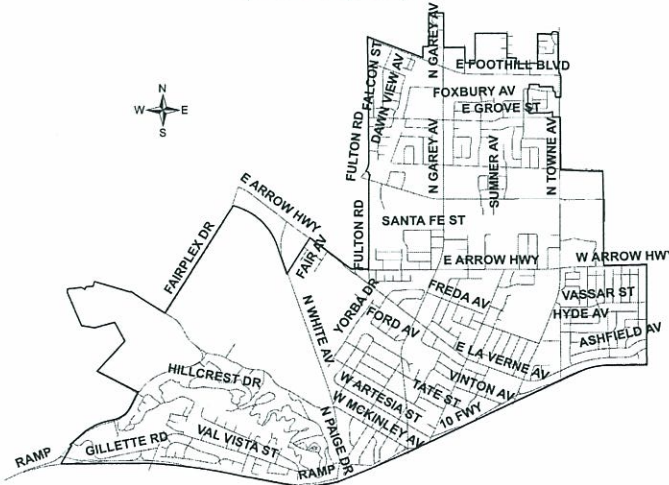 N GAREY AV
E FOOTHILL BLVD
FALCON ST
DAWN VIEW AV
FOXBURY AV
E GROVE ST
N
W E
S
FULTON RD
N GAREY AV
SUMNER AV
N TOWNE AV
E ARROW HWY
FULTON RD
SANTA FE ST
FAIRPLEX DR
FAIR AV
E ARROW HWY
W ARROW HWY
YORBA DR
FREDA AV
VASSAR ST
HYDE AV
N WHITE AV
FORD AV
ASHFIELD AV
E LA VERNE AV
HILLCREST DR
W ARTESIA ST
TATE ST
VINTON AV
W MCKINLEY AV
10 FWY
GILLETTE RD
VAL VISTA ST
N PAIGE DR
RAMP
RAMP